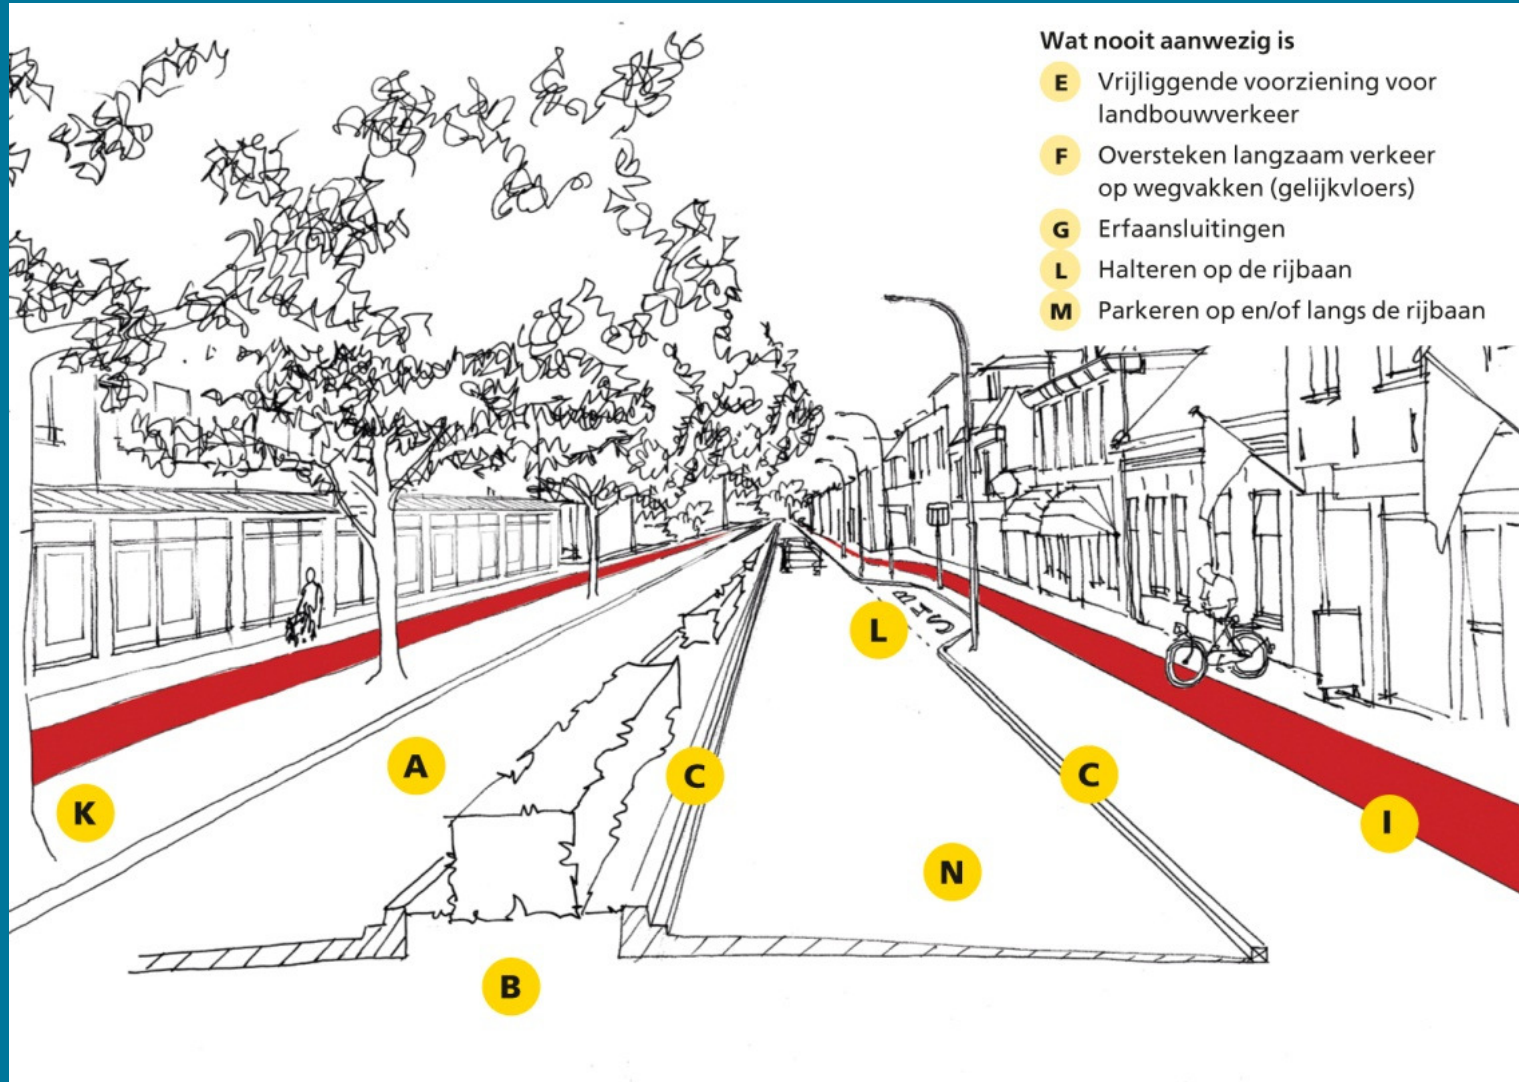 Wat nooit aanwezig is
E Vrijliggende voorziening voor
landbouwverkeer
F Oversteken langzaam verkeer
op wegvakken (gelijkvloers)
G Erfaansluitingen
L Halteren op de rijbaan
M Parkeren op en/of langs de rijbaan
BUS
L
A
C
C
K
I
N
B